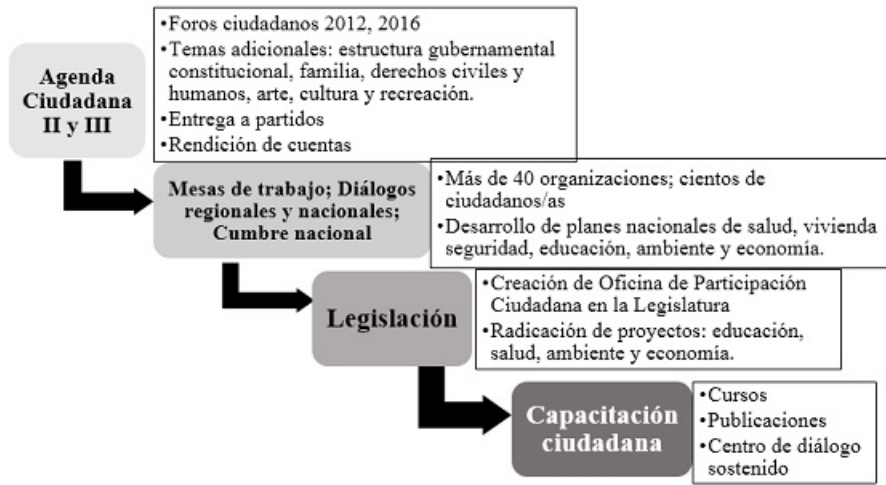 Agenda
Ciudadana
II y III
•Foros ciudadanos 2012, 2016
•Temas adicionales: estructura gubernamental
constitucional, familia, derechos civiles y
humanos, arte, cultura y recreación.
•Entrega a partidos
•Rendición de cuentas
Mesas de trabajo; Diálogos
regionales y nacionales;
Cumbre nacional
•Más de 40 organizaciones; cientos de
ciudadanos/as
•Desarrollo de planes nacionales de salud, vivienda
seguridad, educación, ambiente y economía.
Legislación
•Creación de Oficina de Participación
Ciudadana en la Legislatura
•Radicación de proyectos: educación,
salud, ambiente y economía.
Capacitación
ciudadana
•Cursos
•Publicaciones
•Centro de diálogo
sostenido